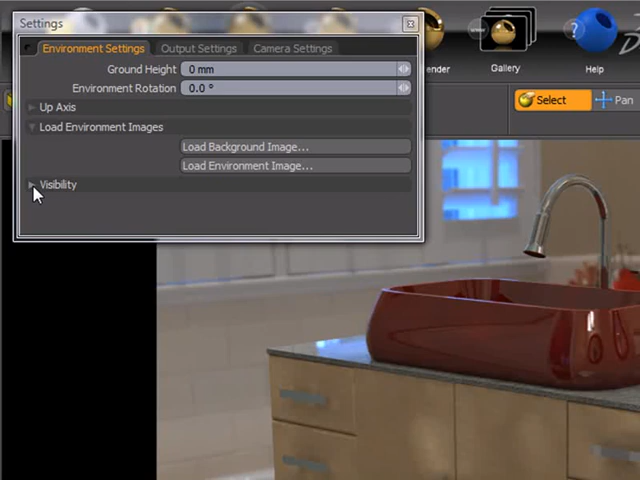 Settings
Environment Settings Output Settings Camera Settings
Ground Height 0 mm
Environment Rotation 0.0 °
Up Axis
Load Environment Images
Load Background Image...
Load Environment Image...
Visibility
Gallery
Help
Select Pan